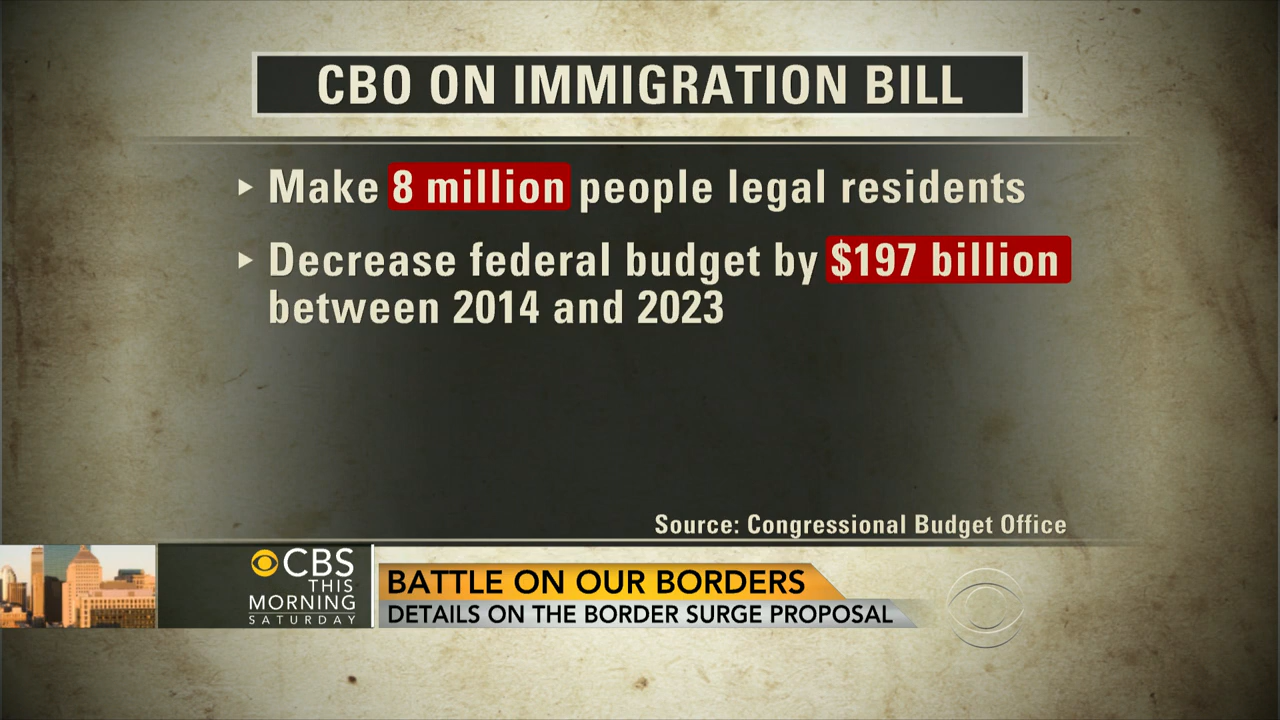 CBO ON IMMIGRATION BILL
Make 8 million people legal residents
Decrease federal budget by $197 billion
between 2014 and 2023
Source: Congressional Budget Office
CBS
THIS
MORNING
SATURDAY
BATTLE ON OUR BORDERS
DETAILS ON THE BORDER SURGE PROPOSAL